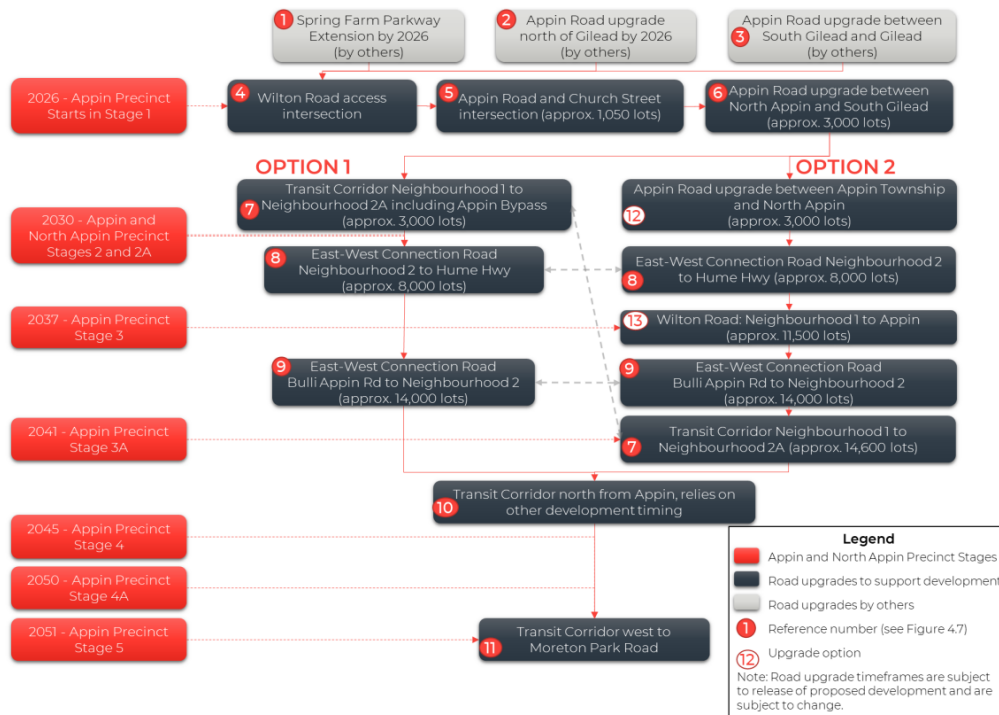 1
Spring Farm Parkway
Extension by 2026
(by others)
2
Appin Road upgrade
north of Gilead by 2026
(by others)
3
Appin Road upgrade between
South Gilead and Gilead
(by others)
2026 - Appin Precinct
Starts in Stage 1
4
Wilton Road access
intersection
5
Appin Road and Church Street
intersection (approx. 1,050 lots)
6
Appin Road upgrade between
North Appin and South Gilead
(approx. 3,000 lots)
OPTION 1
OPTION 2
7
Transit Corridor Neighbourhood 1 to
Neighbourhood 2A including Appin Bypass
(approx. 3,000 lots)
12
Appin Road upgrade between Appin Township
and North Appin
(approx. 3,000 lots)
2030 - Appin and
North Appin Precinct
Stages 2 and 2A
8
East-West Connection Road
Neighbourhood 2 to Hume Hwy
(approx. 8,000 lots)
8
East-West Connection Road Neighbourhood 2
to Hume Hwy (approx. 8,000 lots)
2037 - Appin Precinct
Stage 3
13
Wilton Road: Neighbourhood 1 to Appin
(approx. 11,500 lots)
9
East-West Connection Road
Bulli Appin Rd to Neighbourhood 2
(approx. 14,000 lots)
9
East-West Connection Road
Bulli Appin Rd to Neighbourhood 2
(approx. 14,000 lots)
2041 - Appin Precinct
Stage 3A
7
Transit Corridor Neighbourhood 1 to
Neighbourhood 2A (approx. 14,600 lots)
10
Transit Corridor north from Appin, relies on
other development timing
2045 - Appin Precinct
Stage 4
2050 - Appin Precinct
Stage 4A
2051 - Appin Precinct
Stage 5
11
Transit Corridor west to
Moreton Park Road
Legend
Appin and North Appin Precinct Stages
Road upgrades to support development
Road upgrades by others
1
Reference number (see Figure 4.7)
12
Upgrade option
Note: Road upgrade timeframes are subject
to release of proposed development and are
subject to change.